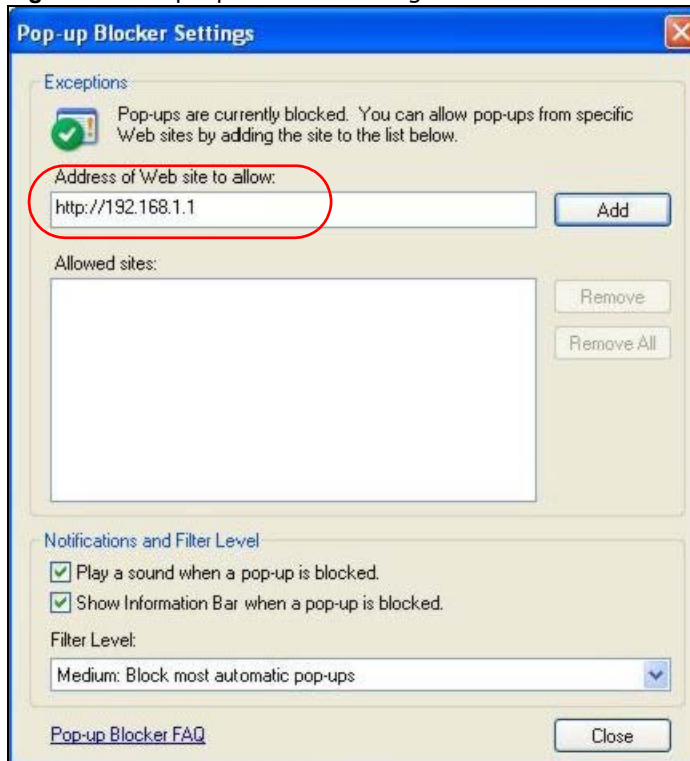 Pop-up Blocker Settings
Exceptions
Pop-ups are currently blocked. You can allow pop-ups from specific
Web sites by adding the site to the list below.
Address of Web site to allow:
http://192.168.1.1
Add
Allowed sites:
Remove
Remove All
Notifications and Filter Level
Play a sound when a pop-up is blocked.
Show Information Bar when a pop-up is blocked.
Filter Level:
Medium: Block most automatic pop-ups
Pop-up Blocker FAQ
Close